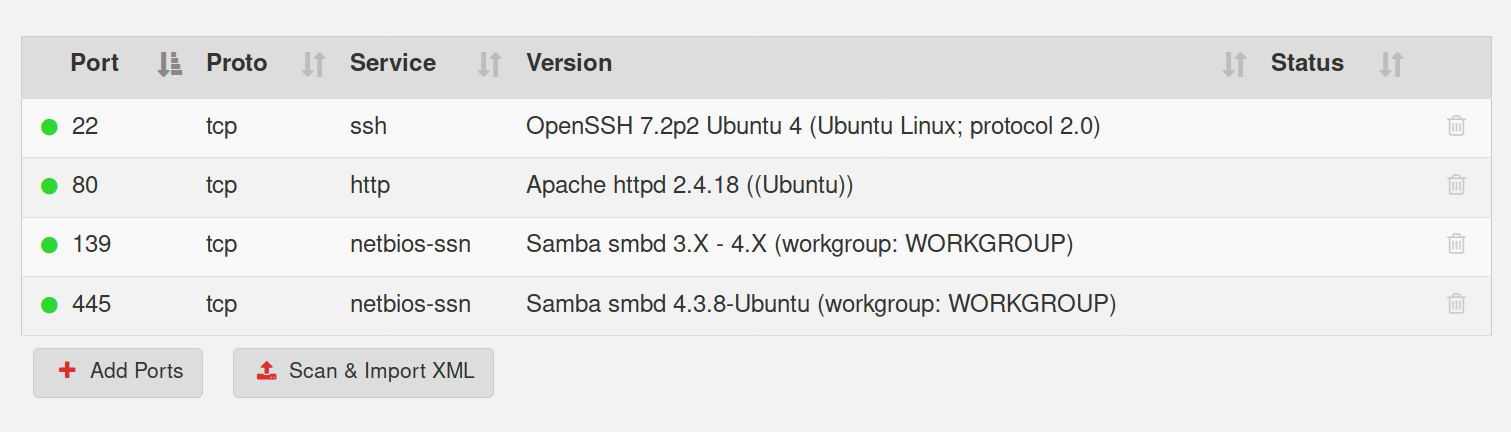 Port Proto Service Version Status
22 tcp ssh OpenSSH 7.2p2 Ubuntu 4 (Ubuntu Linux; protocol 2.0)
80 tcp http Apache httpd 2.4.18 ((Ubuntu))
139 tcp netbios-ssn Samba smbd 3.X - 4.X (workgroup: WORKGROUP)
445 tcp netbios-ssn Samba smbd 4.3.8-Ubuntu (workgroup: WORKGROUP)
Add Ports Scan & Import XML